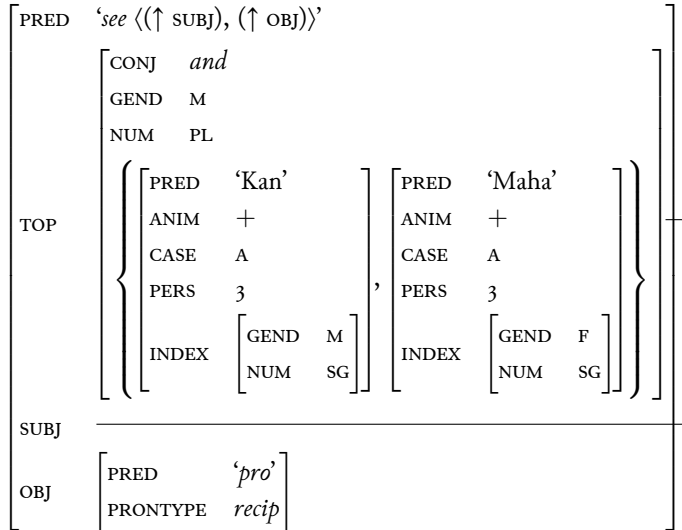 PRED ‘see ⟨(↑ SUBJ), (↑ OBJ)⟩’
CONJ and
GEND M
NUM PL
PRED ‘Kan’ PRED ‘Maha’
TOP ANIM + ANIM +
CASE A CASE A
PERS 3 , PERS 3
GEND M GEND F
INDEX INDEX
NUM SG NUM SG
SUBJ
PRED ‘pro’
OBJ
PRONTYPE recip